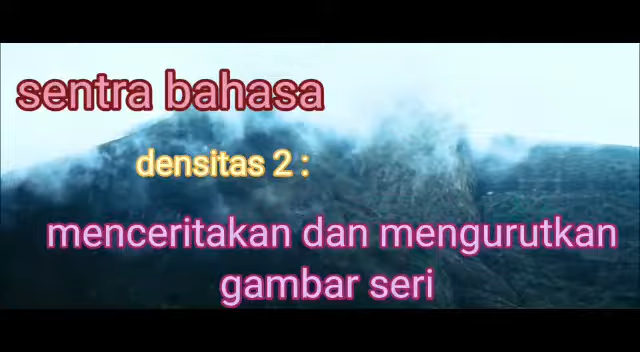 sentra bahasa
densitas 2 :
menceritakan dan mengurutkan
gambar seri